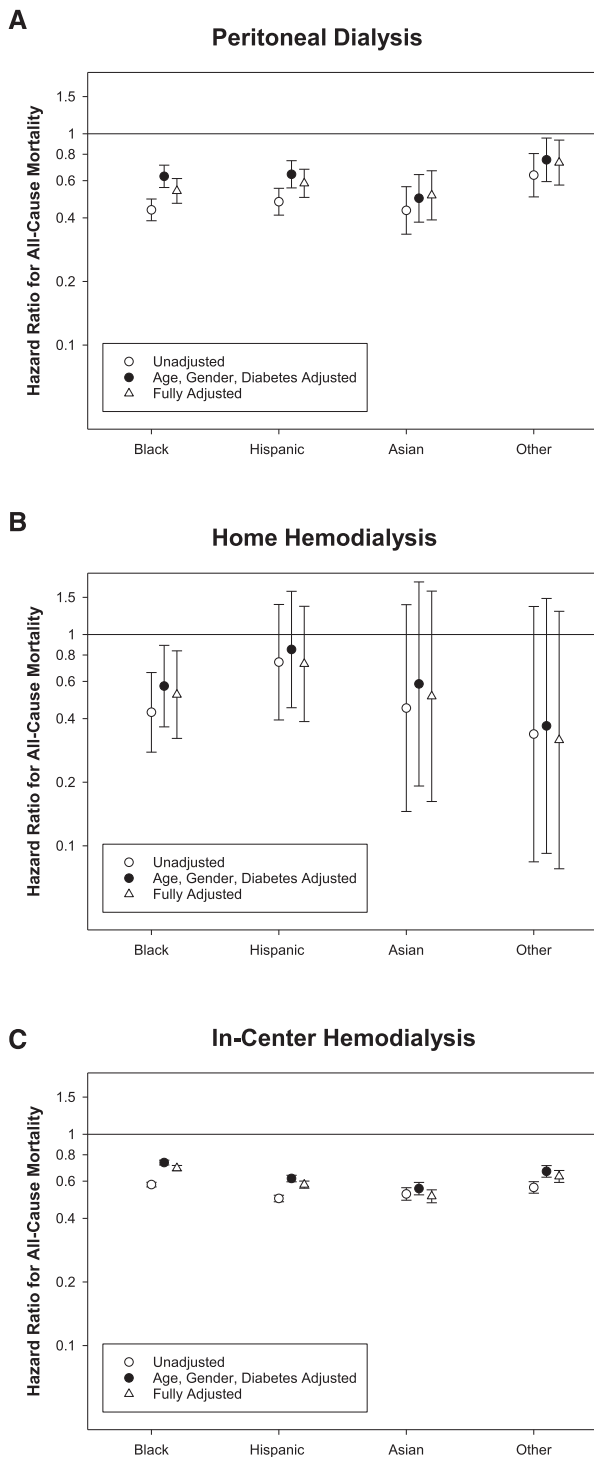 A
Peritoneal Dialysis
Hazard Ratio for All-Cause Mortality
1.5
1
0.8
0.6
0.4
0.2
0.1
Unadjusted
Age, Gender, Diabetes Adjusted
Fully Adjusted
Black Hispanic Asian Other
B
Home Hemodialysis
Hazard Ratio for All-Cause Mortality
1.5
1
0.8
0.6
0.4
0.2
0.1
Unadjusted
Age, Gender, Diabetes Adjusted
Fully Adjusted
Black Hispanic Asian Other
C
In-Center Hemodialysis
Hazard Ratio for All-Cause Mortality
1.5
1
0.8
0.6
0.4
0.2
0.1
Unadjusted
Age, Gender, Diabetes Adjusted
Fully Adjusted
Black Hispanic Asian Other